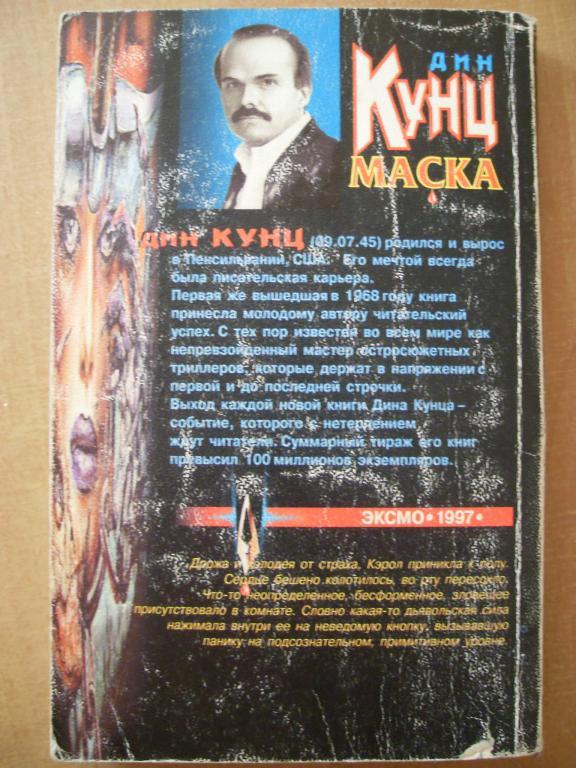 ДИН
КУНЦ
МАСКА
ДИН КУНЦ (09.07.45) родился и вырос
в Пенсильвании, США. Его мечтой всегда
была писательская карьера.
Первая же вышедшая в 1968 году книга
принесла молодому автору читательский
успех. С тех пор известен во всем мире как
непревзойденный мастер остросюжетных
триллеров, которые держат в напряжении с
первой и до последней строчки.
Выход каждой новой книги Дина Кунца –
событие, которого с нетерпением
ждут читатели. Суммарный тираж его книг
превысил 100 миллионов экземпляров.
ЭКСМО • 1997 •
Дрожа и холодея от страха, Кэрол приникла к полу.
Сердце бешено колотилось, во рту пересохло.
Что-то неопределенное, бесформенное, зловещее
присутствовало в комнате. Словно какая-то дьявольская сила
нажимала внутри ее на неведомую кнопку, вызывавшую
панику на подсознательном, примитивном уровне.